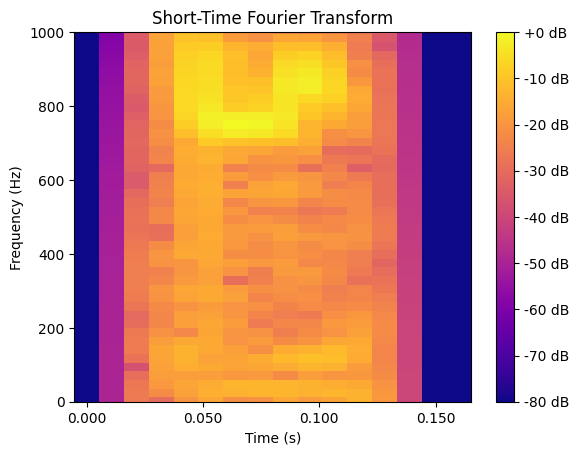 Short-Time Fourier Transform
Frequency (Hz)
1000
800
600
400
200
0
0.000
0.050
0.100
0.150
Time (s)
+0 dB
-10 dB
-20 dB
-30 dB
-40 dB
-50 dB
-60 dB
-70 dB
-80 dB